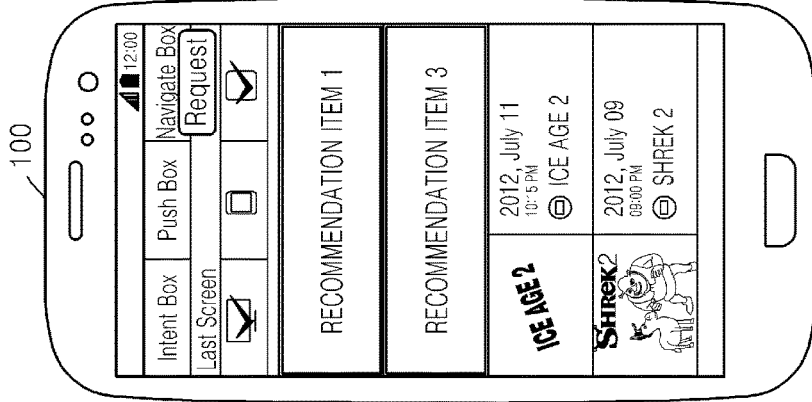 100
12:00
Intent Box Push Box Navigate Box
Last Screen Request
RECOMMENDATION ITEM 1
RECOMMENDATION ITEM 3
ICE AGE 2
2012, July 11
10:15 PM
ICE AGE 2
SHREK 2
2012, July 09
09:00 PM
SHREK 2